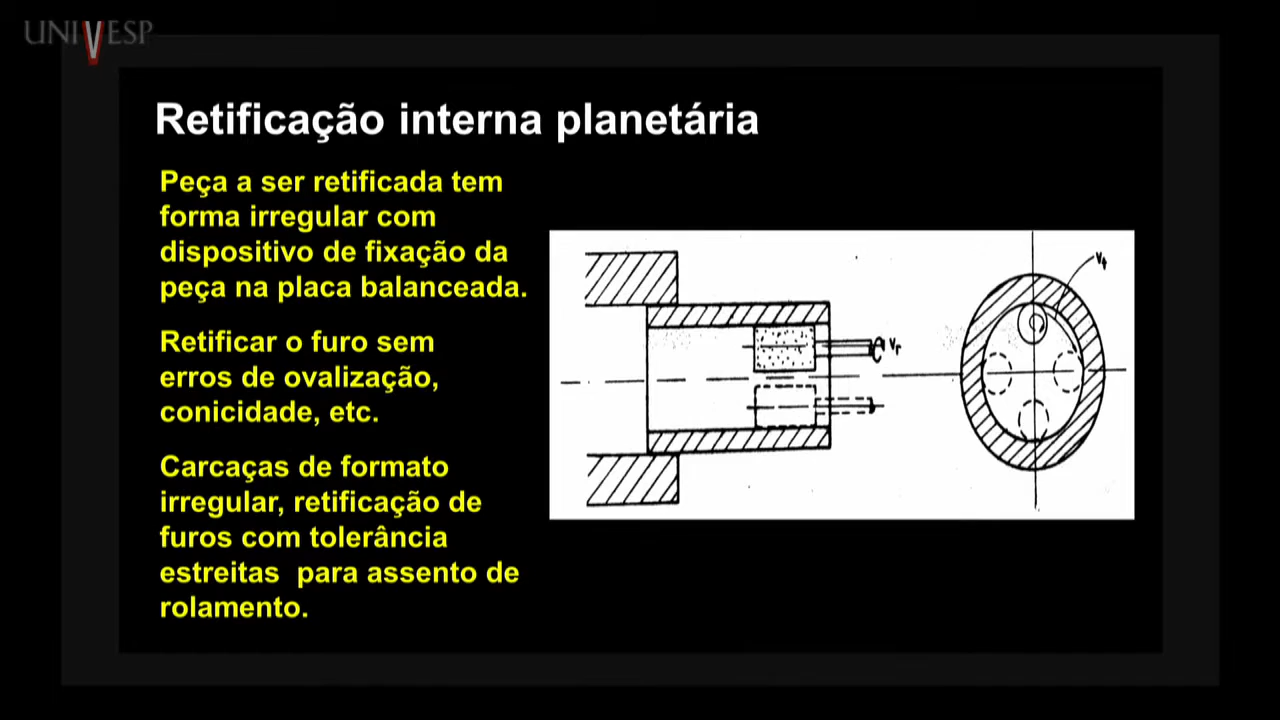 UNIVESP
Retificação interna planetária
Peça a ser retificada tem
forma irregular com
dispositivo de fixação da
peça na placa balanceada.
Retificar o furo sem
erros de ovalização,
conicidade, etc.
Carcaças de formato
irregular, retificação de
furos com tolerância
estreitas para assento de
rolamento.
Vr